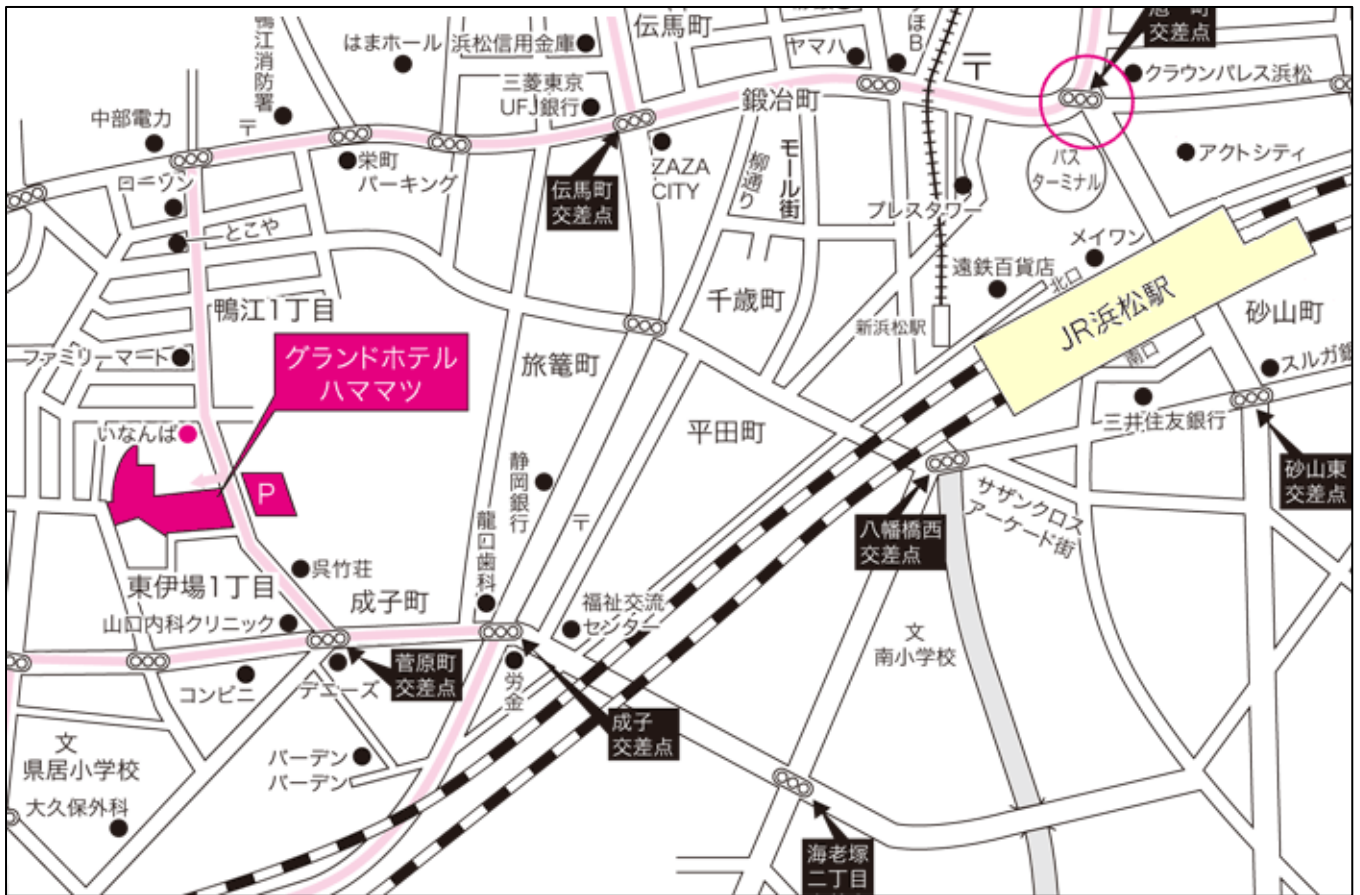 鴨江消防署
はまホール
浜松信用金庫
伝馬町
ヤマハ
交差点
クラウンパレス浜松
三菱東京
UFJ銀行
鍛冶町
中部電力
栄町
パーキング
ZAZA
CITY
柳通り
モール街
バス
ターミナル
アクトシティ
ローソン
伝馬町
交差点
プレスタワー
とこや
メイワン
遠鉄百貨店
北口
鴨江1丁目
千歳町
新浜松駅
JR浜松駅
砂山町
南口
ファミリーマート
グランドホテル
ハママツ
旅篭町
スルガ銀
三井住友銀行
いなんば
平田町
静岡銀行
P
砂山東
交差点
サザンクロス
アーケード街
八幡橋西
交差点
龍口歯科
呉竹荘
東伊場1丁目
成子町
福祉交流
センター
山口内科クリニック
文
南小学校
菅原町
交差点
コンビニ
デニーズ
労金
成子
交差点
文
県居小学校
バーデン
バーデン
大久保外科
海老塚
二丁目